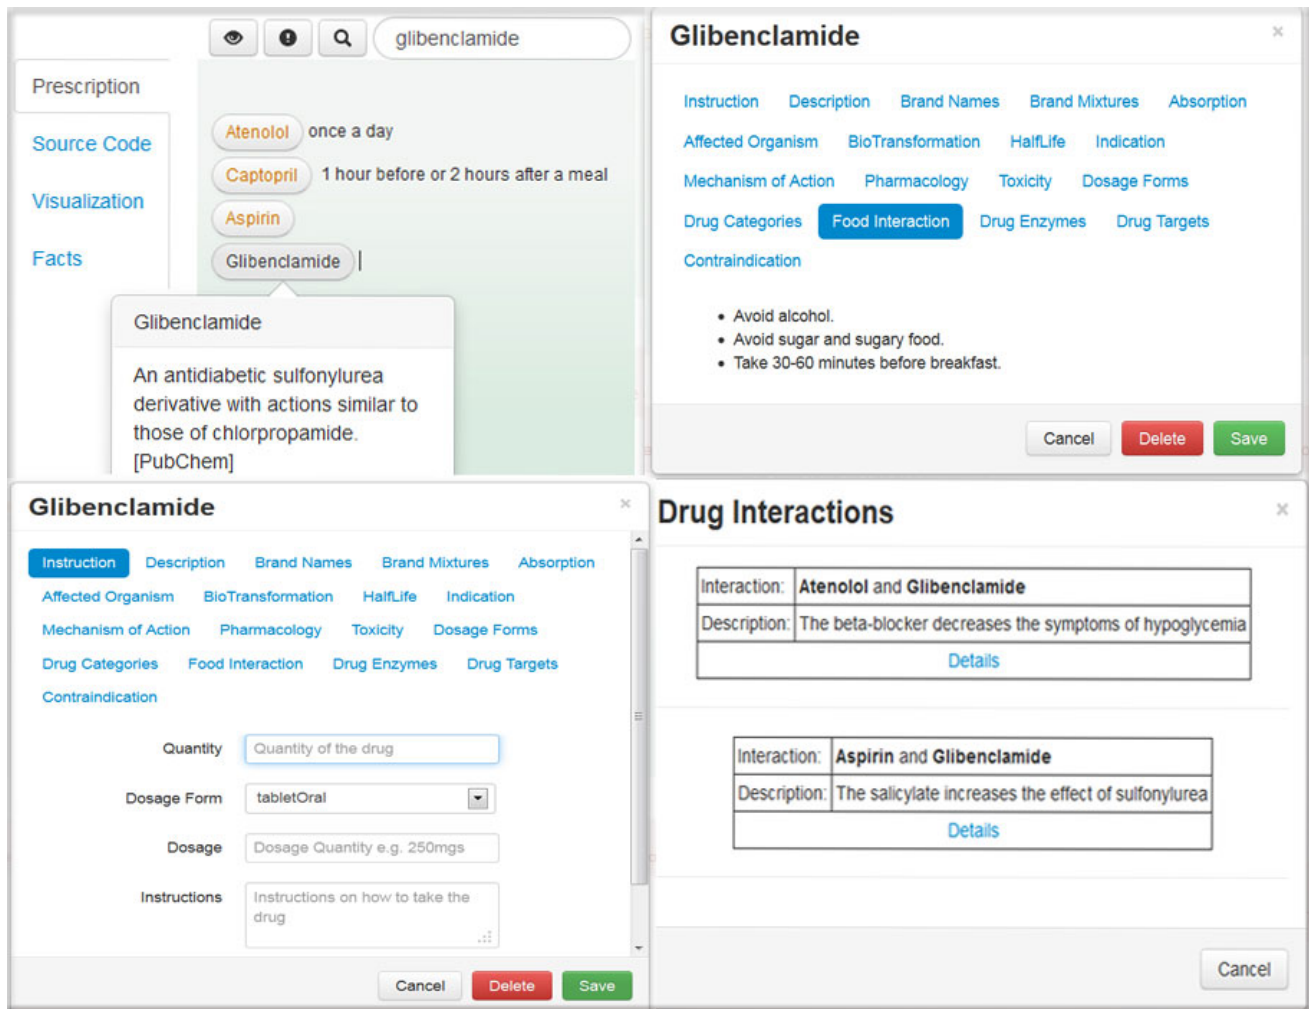 glibenclamide
Prescription
Source Code
Visualization
Facts
Atenolol once a day
Captopril 1 hour before or 2 hours after a meal
Aspirin
Glibenclamide
Glibenclamide
An antidiabetic sulfonylurea
derivative with actions similar to
those of chlorpropamide.
[PubChem]
Glibenclamide ×
Instruction Description Brand Names Brand Mixtures Absorption
Affected Organism BioTransformation HalfLife Indication
Mechanism of Action Pharmacology Toxicity Dosage Forms
Drug Categories Food Interaction Drug Enzymes Drug Targets
Contraindication
• Avoid alcohol.
• Avoid sugar and sugary food.
• Take 30-60 minutes before breakfast.
Cancel Delete Save
Glibenclamide ×
Instruction Description Brand Names Brand Mixtures Absorption
Affected Organism BioTransformation HalfLife Indication
Mechanism of Action Pharmacology Toxicity Dosage Forms
Drug Categories Food Interaction Drug Enzymes Drug Targets
Contraindication
Quantity Quantity of the drug
Dosage Form tabletOral
Dosage Dosage Quantity e.g. 250mgs
Instructions Instructions on how to take the
drug
Cancel Delete Save
Drug Interactions ×
Interaction: Atenolol and Glibenclamide
Description: The beta-blocker decreases the symptoms of hypoglycemia
Details
Interaction: Aspirin and Glibenclamide
Description: The salicylate increases the effect of sulfonylurea
Details
Cancel